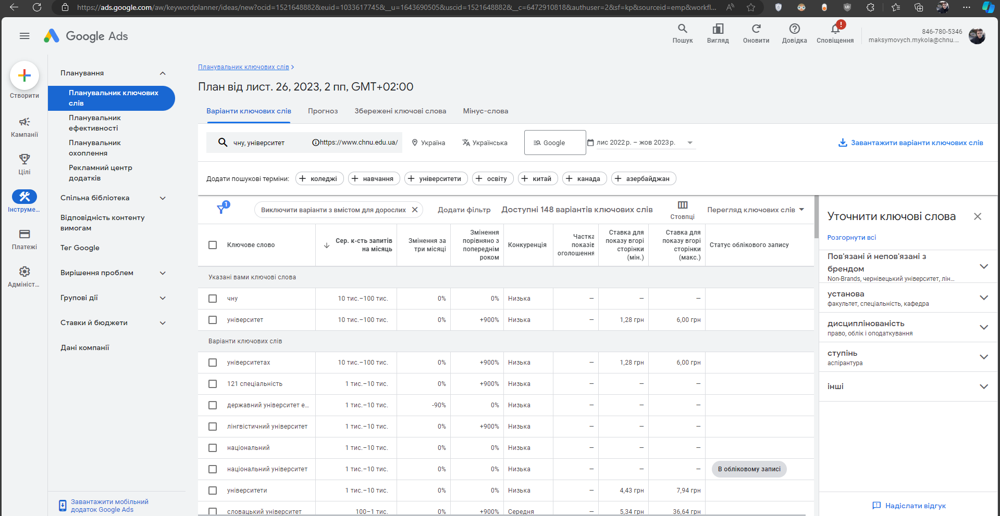 https://ads.google.com/aw/keywordplanner/ideas/new?ocid=1521648882&euid=1033617745&__u=1643690505&uscid=1521648882&__c=6472910818&authuser=2&sf=kp&sourceid=emp&workfl...
Google Ads
Пошук
Вигляд
Оновити
Довідка
Сповіщення
!
846-780-5346
maksymovych.mykola@chnu....
Створити
Кампанії
Цілі
Інструме...
Платежі
Адмініст...
Планування
Планувальник ключових
слів
Планувальник
ефективності
Планувальник
охоплення
Рекламний центр
додатків
Спільна бібліотека
Відповідність контенту
вимогам
Тег Google
Вирішення проблем
Групові дії
Ставки й бюджети
Дані компанії
Завантажити мобільний
додаток Google Ads
Планувальник ключових слів
План від лист. 26, 2023, 2 пп, GMT+02:00
Варіанти ключових слів Прогноз Збережені ключові слова Мінус-слова
чну, університет https://www.chnu.edu.ua/ Україна Українська Google лис 2022 р. – жов 2023 р. Завантажити варіанти ключових слів
Додати пошукові терміни: коледжі навчання університети освіту китай канада азербайджан
1 Виключити варіанти з вмістом для дорослих Додати фільтр Доступні 148 варіантів ключових слів Стовпці Перегляд ключових слів
Ключове слово
Сер. к-сть запитів
на місяць
Змінення за
три місяці
Змінення
порівняно з
попереднім
роком
Конкуренція
Частка
показів
оголошення
Ставка для
показу вгорі
сторінки
(мін.)
Ставка для
показу вгорі
сторінки
(макс.)
Статус облікового запису
Указані вами ключові слова
чну 10 тис.–100 тис. 0% 0% Низька — — —
університет 10 тис.–100 тис. 0% +900% Низька — 1,28 грн 6,00 грн
Варіанти ключових слів
університетах 10 тис.–100 тис. 0% +900% Низька — 1,28 грн 6,00 грн
121 спеціальність 1 тис.–10 тис. 0% +900% Низька — — —
державний університет е... 1 тис.–10 тис. -90% 0% Низька — — —
лінгвістичний університет 1 тис.–10 тис. 0% +900% Низька — — —
національний 1 тис.–10 тис. 0% 0% Низька — — —
національний університет 1 тис.–10 тис. 0% 0% Низька — — — В обліковому записі
університети 1 тис.–10 тис. 0% 0% Низька — 4,43 грн 7,94 грн
словацький університет 100–1 тис. 0% +900% Середня — 5,34 грн 36,64 грн
Уточнити ключові слова
Розгорнути всі
Пов'язані й непов'язані з
брендом
Non-Brands, чернівецький університет, лін...
установа
факультет, спеціальність, кафедра
дисциплінованість
право, облік і оподаткування
ступінь
аспірантура
інші
Надіслати відгук